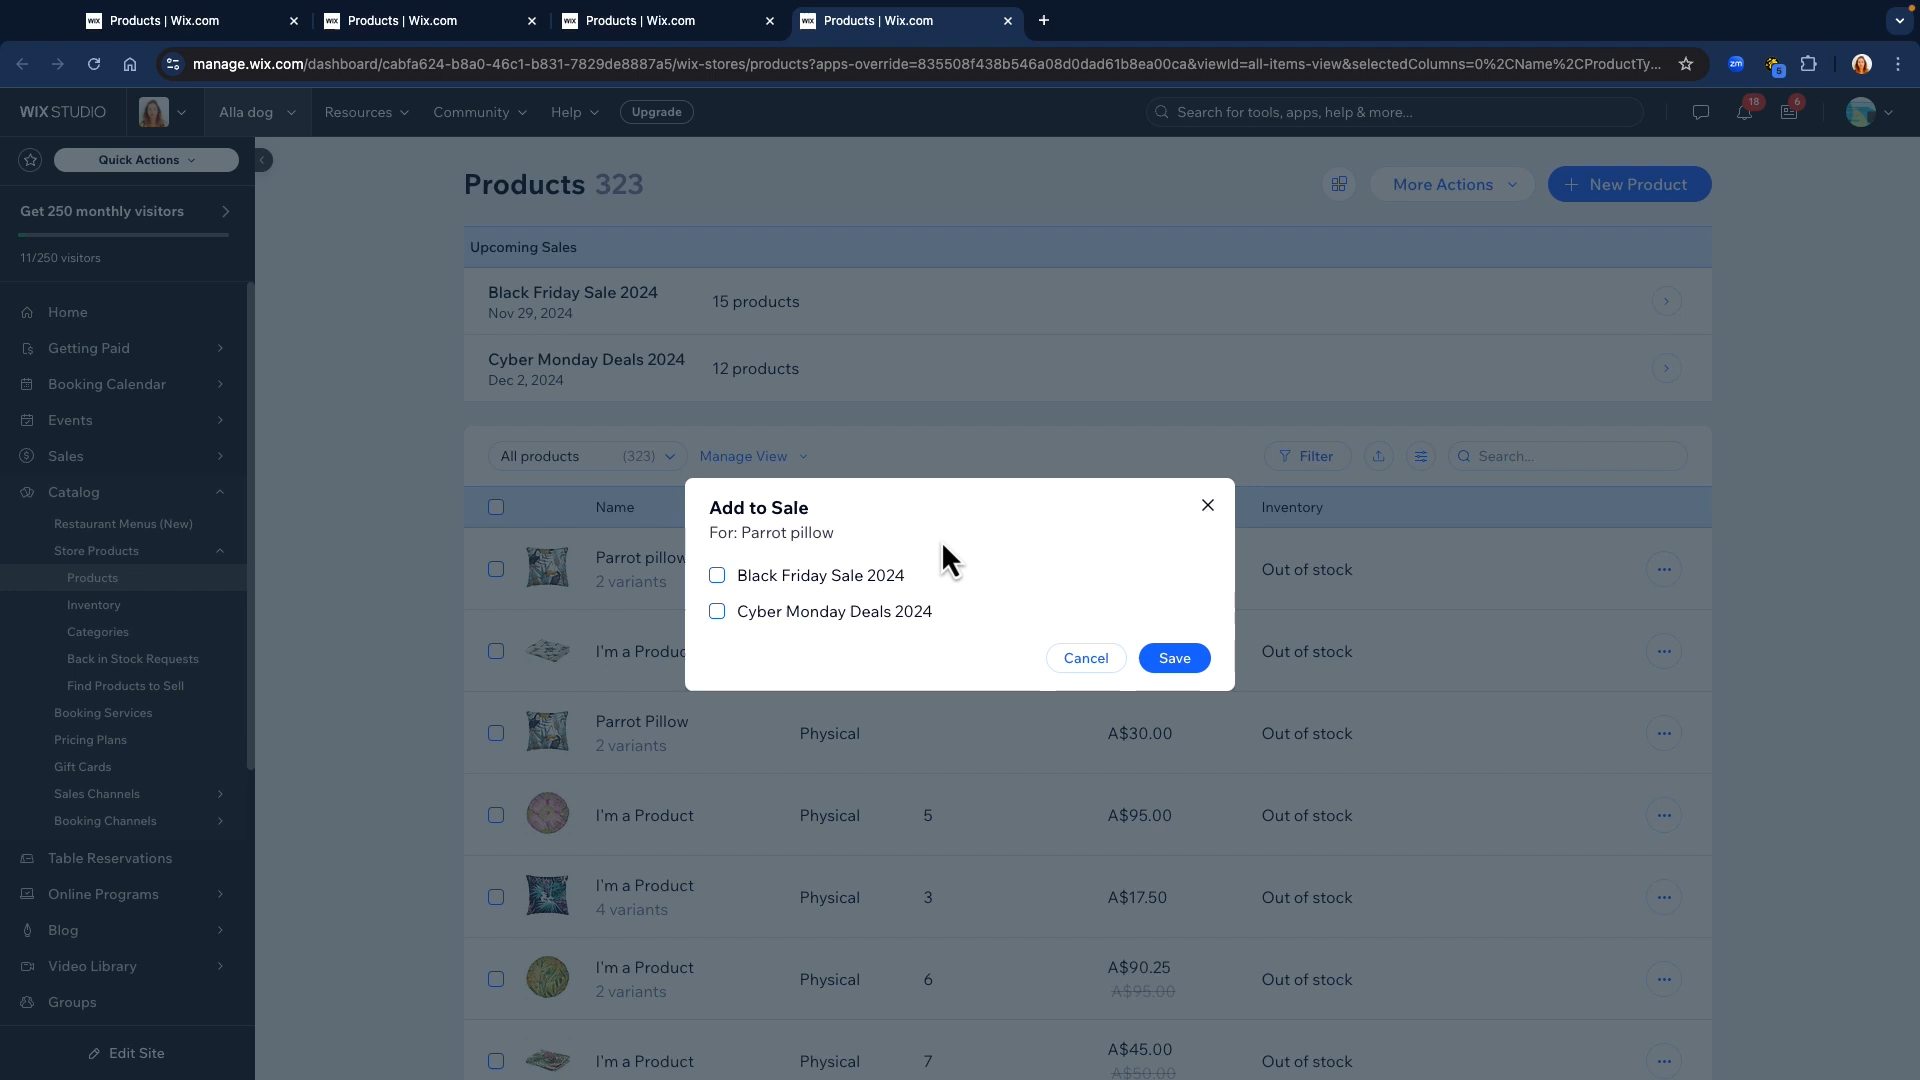 Products | Wix.com
Products | Wix.com
Products | Wix.com
Products | Wix.com
manage.wix.com/dashboard/cabfa624-b8a0-46c1-b831-7829de8887a5/wix-stores/products?apps-override=835508f438b546a08d0dad61b8ea00ca&viewId=all-items-view&selectedColumns=0%2CName%2CProductTy...
zm
5
WIX STUDIO
Alla dog
Resources
Community
Help
Upgrade
Search for tools, apps, help & more...
18
6
Quick Actions
Get 250 monthly visitors
11/250 visitors
Home
Getting Paid
Booking Calendar
Events
Sales
Catalog
Restaurant Menus (New)
Store Products
Products
Inventory
Categories
Back in Stock Requests
Find Products to Sell
Booking Services
Pricing Plans
Gift Cards
Sales Channels
Booking Channels
Table Reservations
Online Programs
Blog
Video Library
Groups
Edit Site
Products 323
More Actions
+ New Product
Upcoming Sales
Black Friday Sale 2024
Nov 29, 2024
15 products
Cyber Monday Deals 2024
Dec 2, 2024
12 products
All products (323)
Manage View
Filter
Search...
Name
Inventory
Parrot pillow
2 variants
Out of stock
I'm a Produc
Out of stock
Add to Sale
For: Parrot pillow
Black Friday Sale 2024
Cyber Monday Deals 2024
Cancel
Save
Parrot Pillow
2 variants
Physical
A$30.00
Out of stock
I'm a Product
Physical
5
A$95.00
Out of stock
I'm a Product
4 variants
Physical
3
A$17.50
Out of stock
I'm a Product
2 variants
Physical
6
A$90.25
A$95.00
Out of stock
I'm a Product
Physical
7
A$45.00
A$50.00
Out of stock